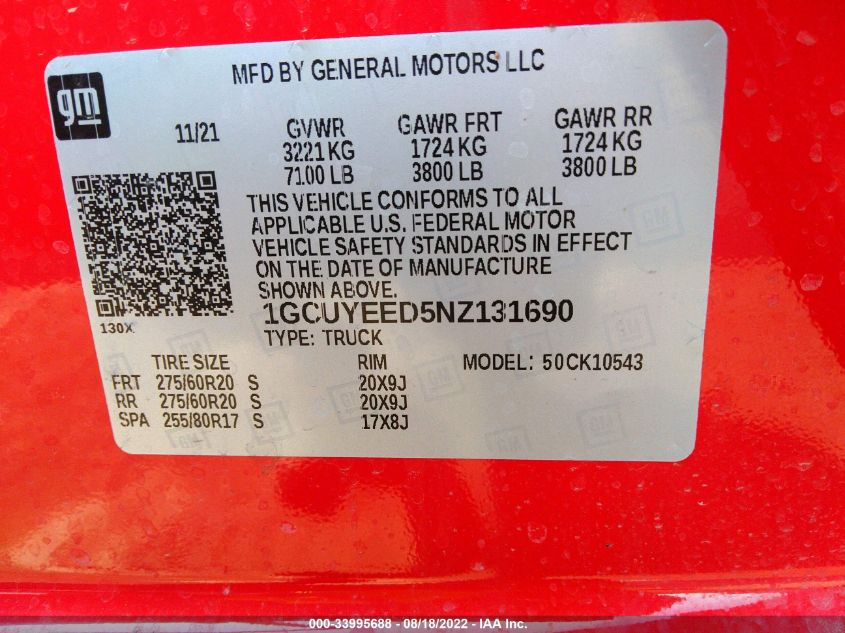 gm
MFD BY GENERAL MOTORS LLC
11/21 GVWR GAWR FRT GAWR RR
3221 KG 1724 KG 1724 KG
7100 LB 3800 LB 3800 LB
THIS VEHICLE CONFORMS TO ALL
APPLICABLE U.S. FEDERAL MOTOR
VEHICLE SAFETY STANDARDS IN EFFECT
ON THE DATE OF MANUFACTURE
SHOWN ABOVE.
130X 1GCUYEED5NZ131690
TYPE: TRUCK
TIRE SIZE RIM MODEL: 50CK10543
FRT 275/60R20 S 20X9J
RR 275/60R20 S 20X9J
SPA 255/80R17 S 17X8J
000-33995688 - 08/18/2022 - IAA Inc.